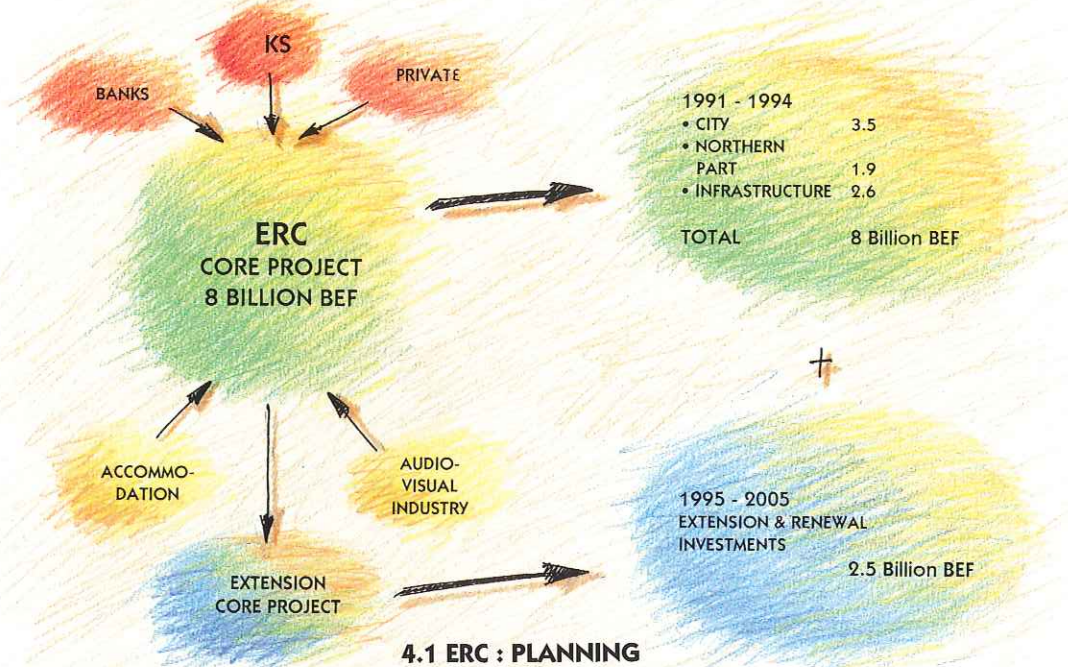 KS
BANKS
PRIVATE
ERC
CORE PROJECT
8 BILLION BEF
ACCOMMO-
DATION
AUDIO-
VISUAL
INDUSTRY
EXTENSION
CORE PROJECT
1991 - 1994
• CITY 3.5
• NORTHERN
PART 1.9
• INFRASTRUCTURE 2.6
TOTAL 8 Billion BEF
+
1995 - 2005
EXTENSION & RENEWAL
INVESTMENTS
2.5 Billion BEF
4.1 ERC : PLANNING